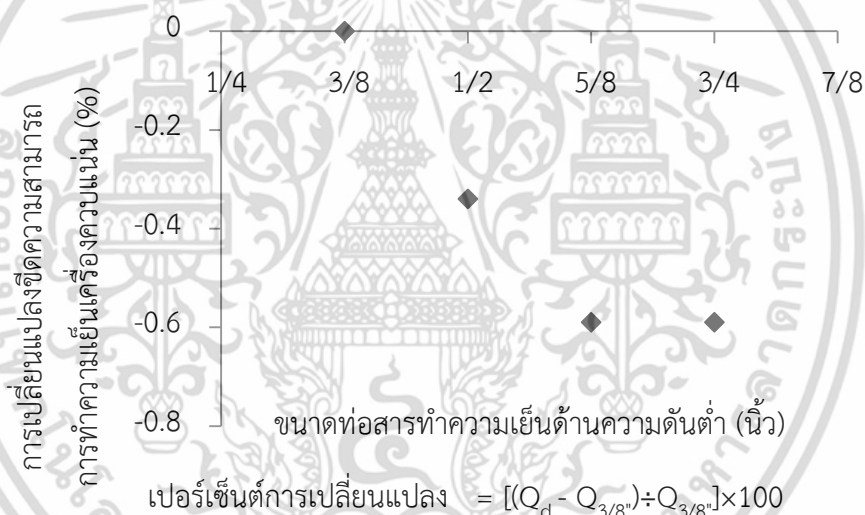 การเปลี่ยนแปลงขีดความสามารถ
การทำความเย็นเครื่องควบแน่น (%)
0
1/4 3/8 1/2 5/8 3/4 7/8
-0.2
-0.4
-0.6
-0.8
ขนาดท่อสารทำความเย็นด้านความดันต่ำ (นิ้ว)
เปอร์เซ็นต์การเปลี่ยนแปลง = [(Q_d - Q_3/8")÷Q_3/8"]×100